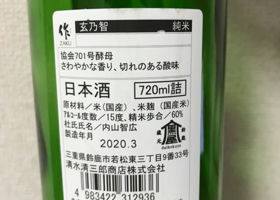 作 玄乃智 純米
ZAKU
協会701号酵母
さわやかな香り、切れのある酸味
日本酒 720ml詰
原材料／米（国産）、米麹（国産米）
アルコール度数／15度、精米歩合／60%
杜氏氏名／内山智広
製造年月 2020.3
三重県鈴鹿市若松東三丁目9番33号
清水清三郎商店株式会社
4 983422 312936